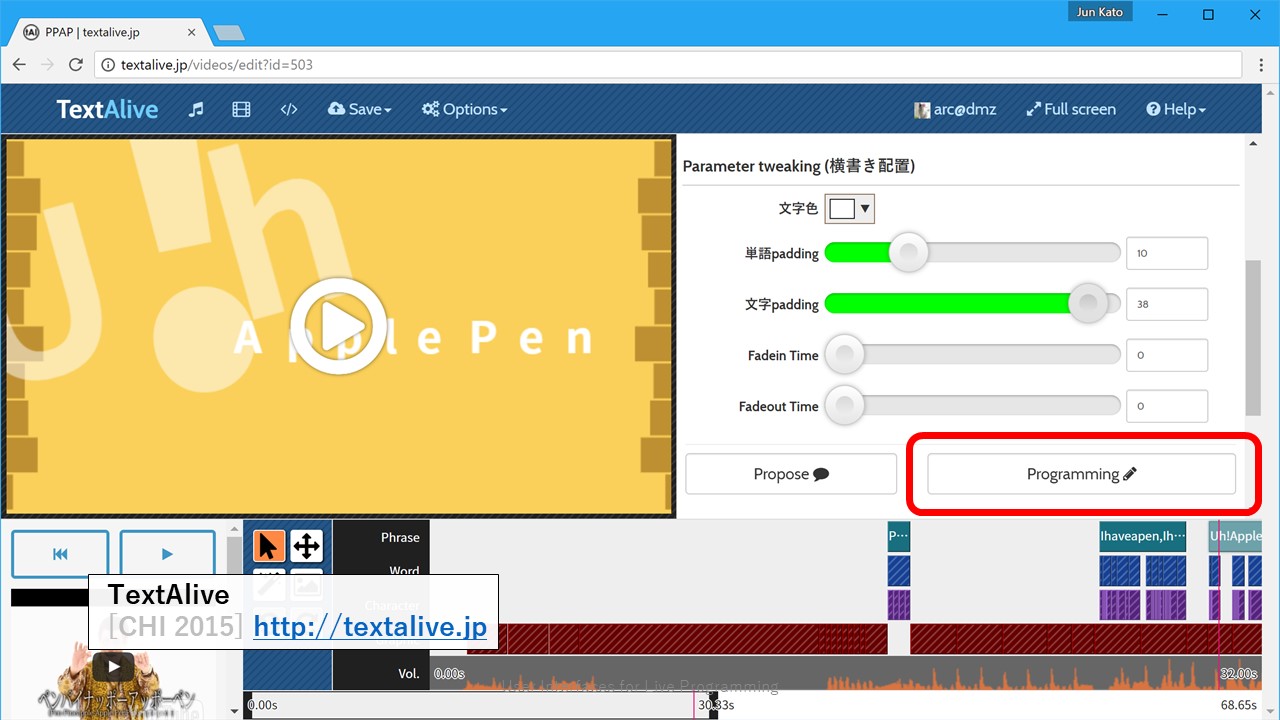 Jun Kato
PPAP | textalive.jp
textalive.jp/videos/edit?id=503
TextAlive
Save
Options
arc@dmz
Full screen
Help
U!h
Apple Pen
Parameter tweaking (横書き配置)
文字色
単語padding
10
文字padding
38
Fadein Time
0
Fadeout Time
0
Propose
Programming
Phrase
P···
Ihaveapen,Ih···
Uh!Apple
Word
Character
TextAlive
[CHI 2015] http://textalive.jp
Vol.
0.00s
32.00s
User Interfaces for Live Programming
ペンパイナッポーアッポーペン
0.00s
30.33s
68.65s